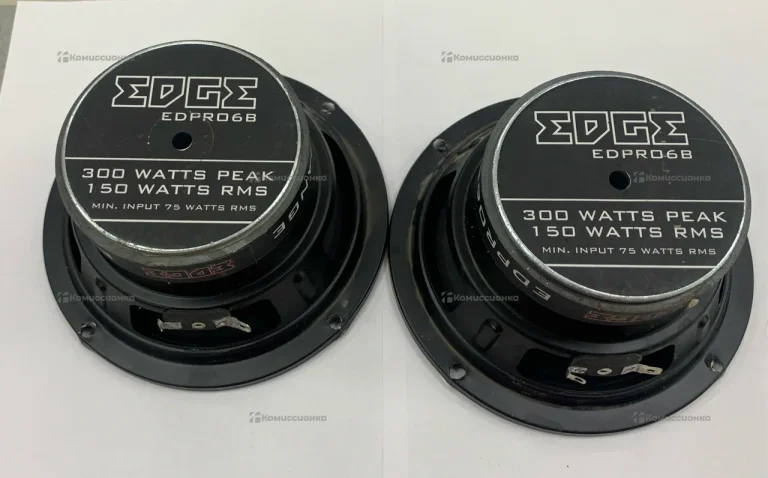 EDGE
EDPRO6B
300 WATTS PEAK
150 WATTS RMS
MIN. INPUT 75 WATTS RMS
EDGE
EDPRO6B
300 WATTS PEAK
150 WATTS RMS
MIN. INPUT 75 WATTS RMS
Комиссионка
Комиссионка
Комиссионка
Комиссионка
Комиссионка
Комиссионка
Комиссионка
Комиссионка